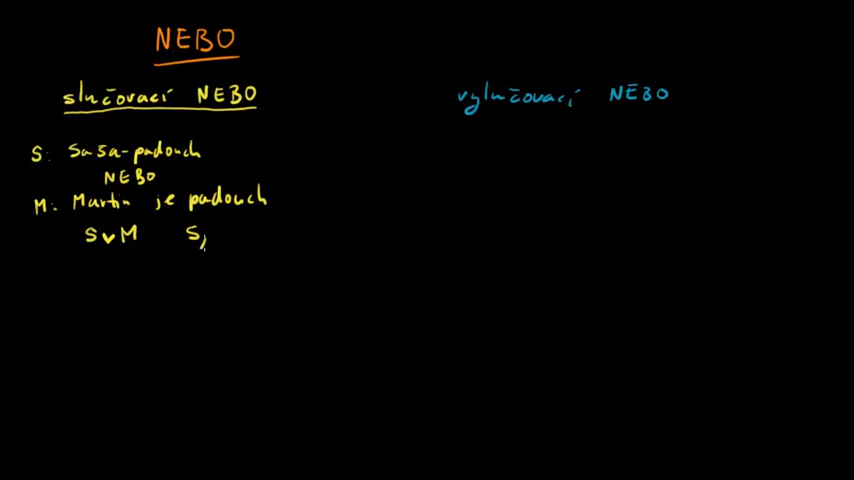 NEBO
slučovací NEBO
vylučovací NEBO
S: Saša-padouch
NEBO
M: Martin je padouch
S∨M S,